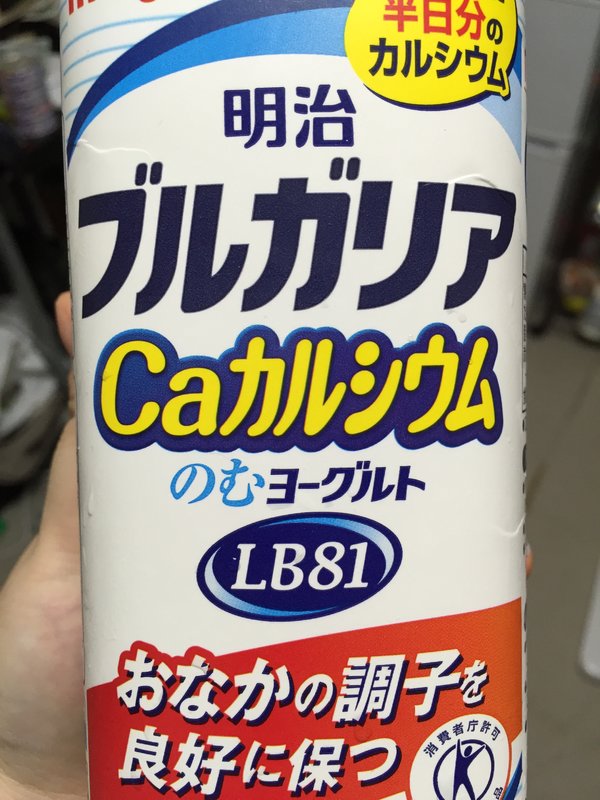 半日分の
カルシウム
明治
ブルガリア
Caカルシウム
のむヨーグルト
LB81
おなかの調子を
良好に保つ
消費者庁許可
品